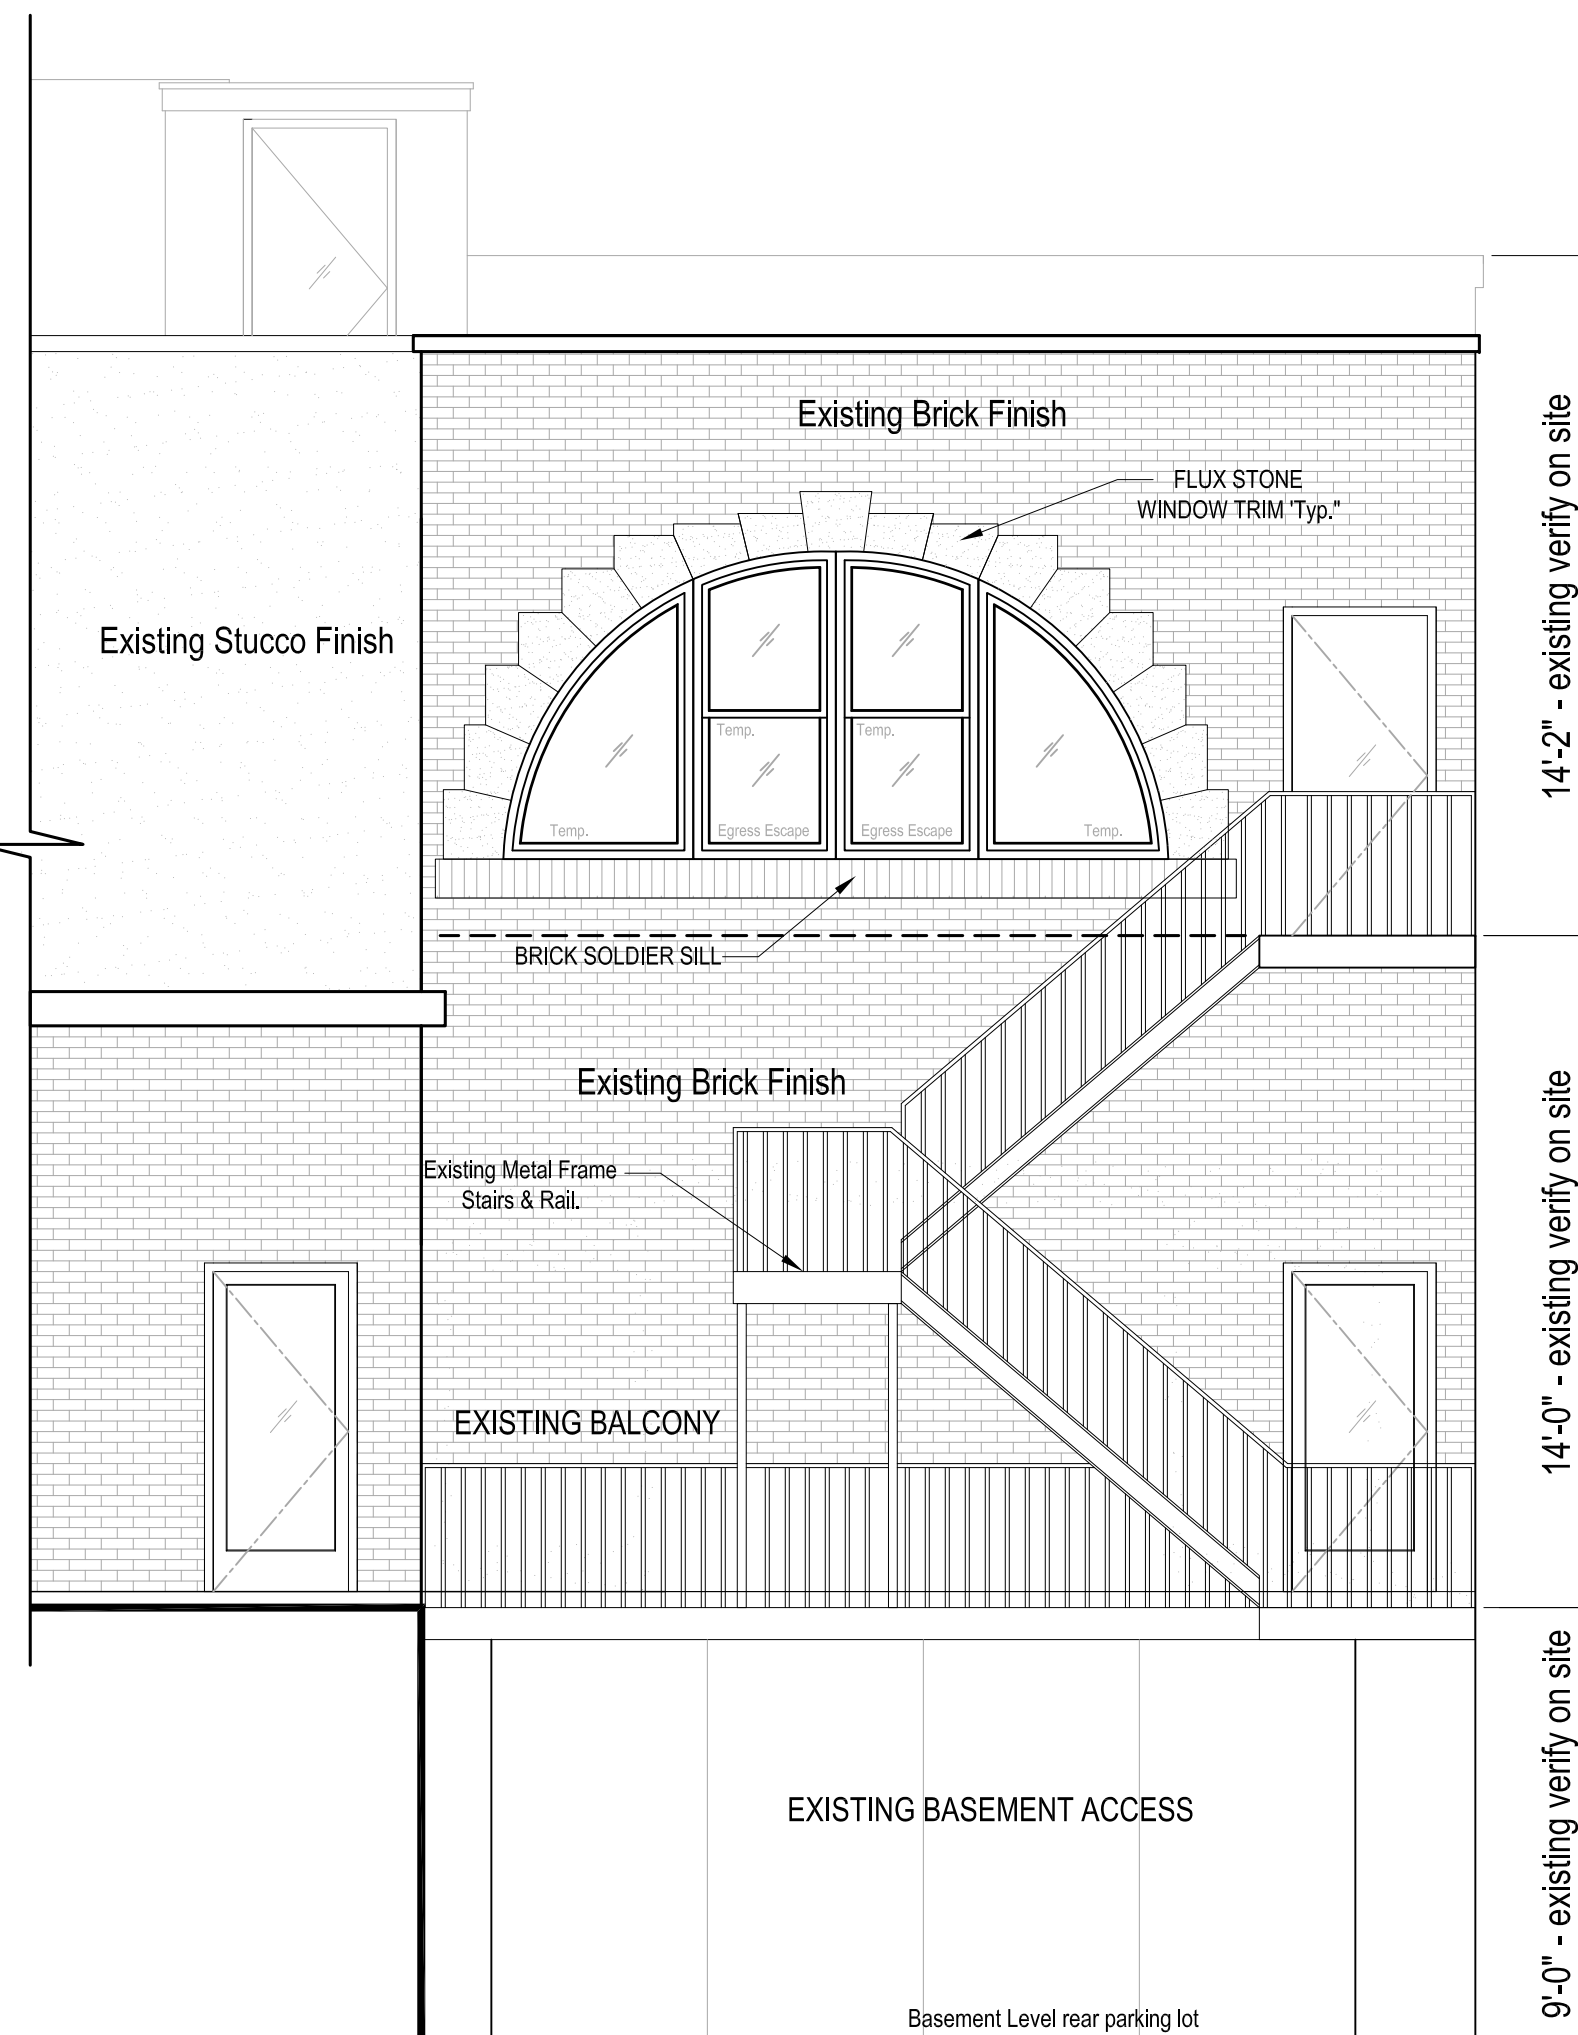 Existing Brick Finish
FLUX STONE
WINDOW TRIM 'Typ."
14'-2" - existing verify on site
Existing Stucco Finish
Temp.
Temp.
Temp.
Egress Escape
Egress Escape
Temp.
BRICK SOLDIER SILL
Existing Brick Finish
14'-0" - existing verify on site
Existing Metal Frame
Stairs & Rail.
EXISTING BALCONY
9'-0" - existing verify on site
EXISTING BASEMENT ACCESS
Basement Level rear parking lot